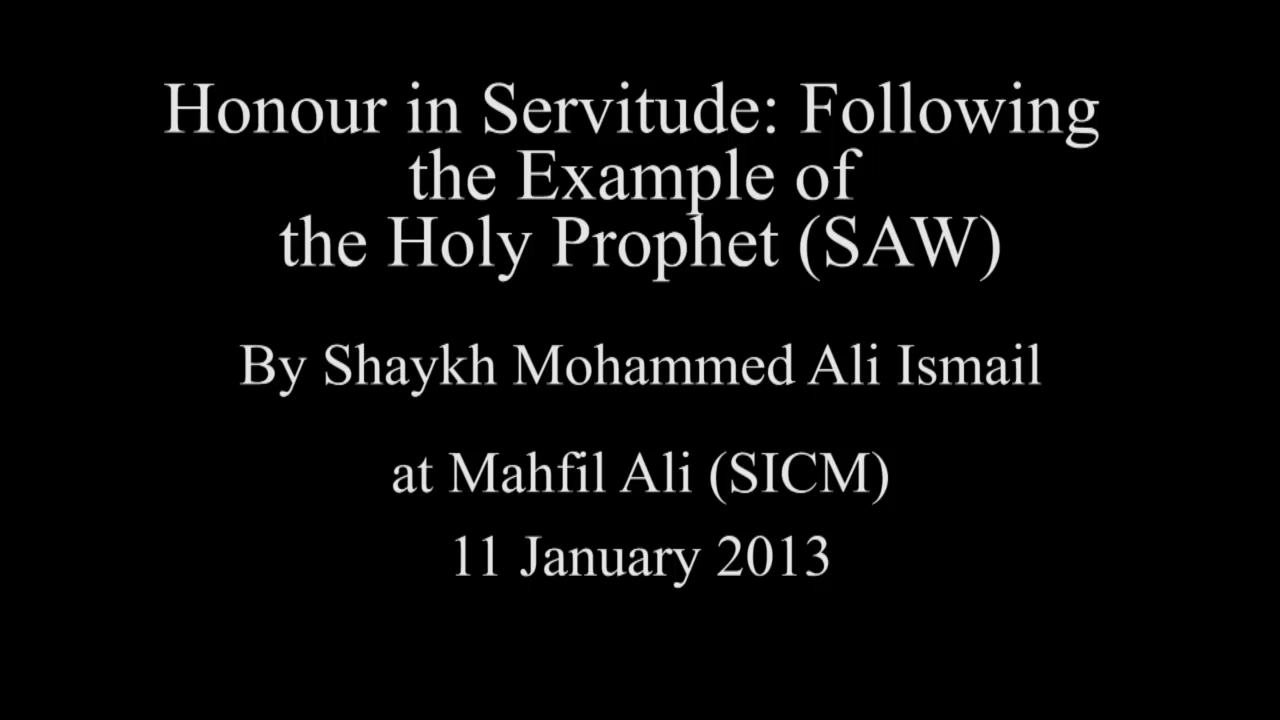 Honour in Servitude: Following
the Example of
the Holy Prophet (SAW)
By Shaykh Mohammed Ali Ismail
at Mahfil Ali (SICM)
11 January 2013